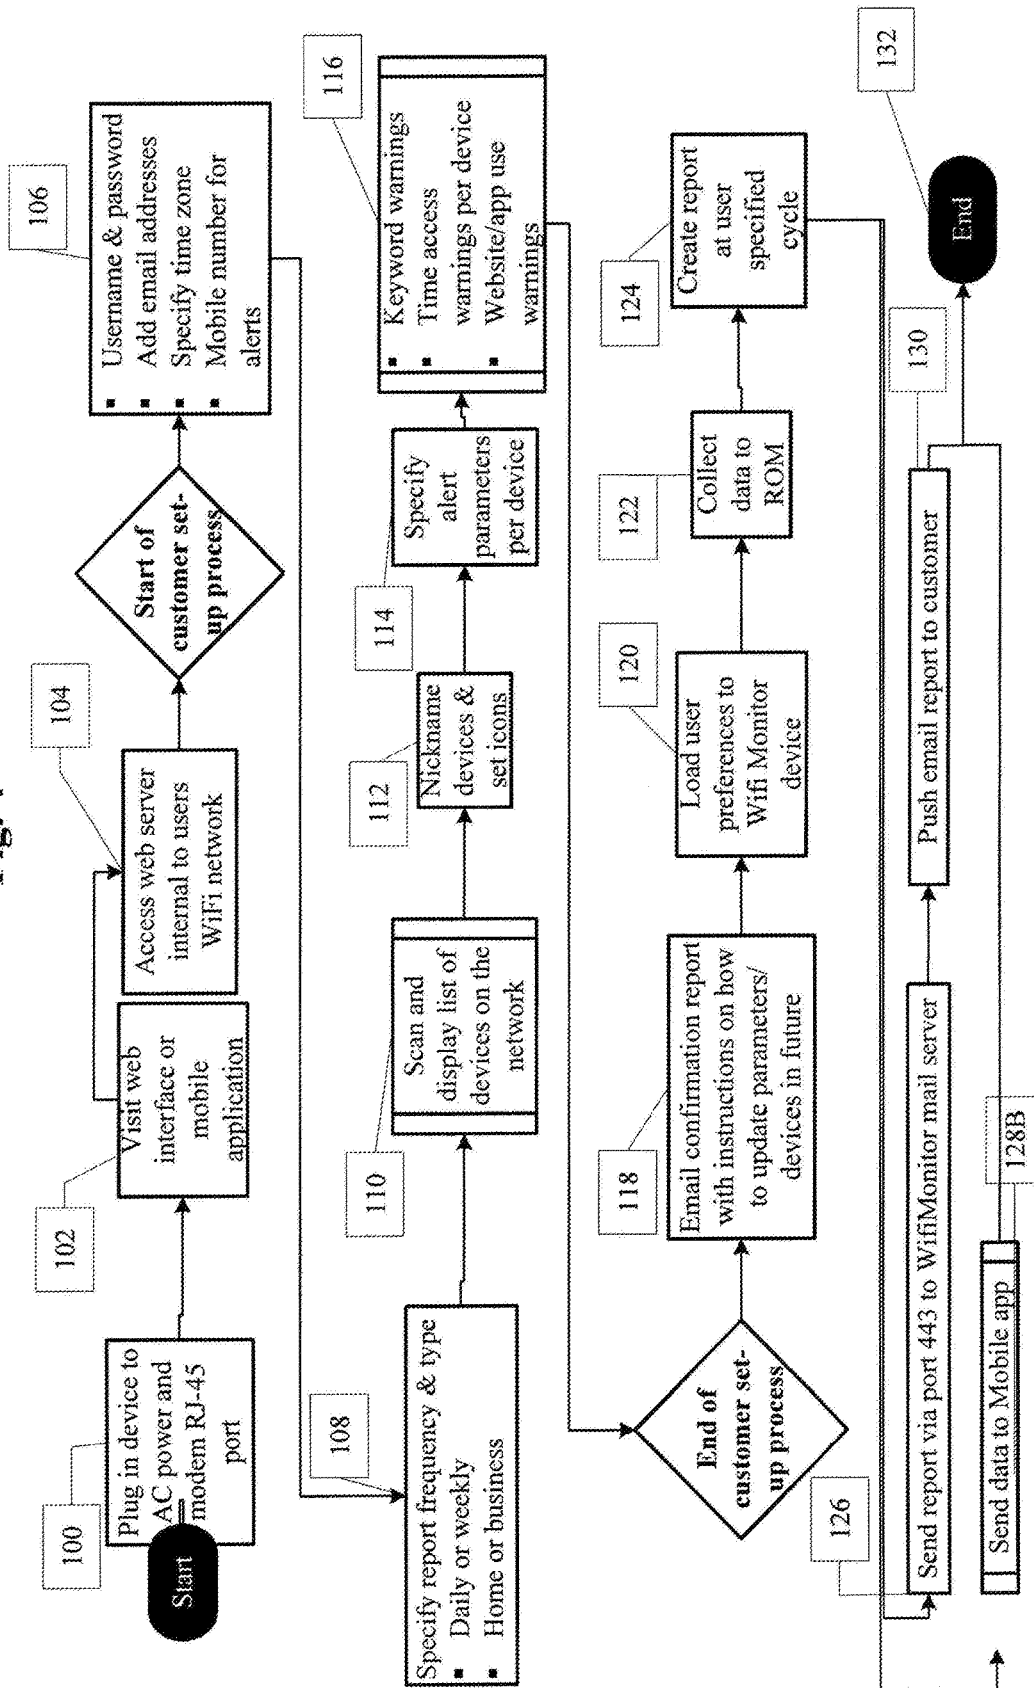 100
Start
Plug in device to
AC power and
modem RJ-45
port
102
Visit web
interface or
mobile
application
104
Access web server
internal to users
WiFi network
Start of
customer set-
up process
106
Username & password
Add email addresses
Specify time zone
Mobile number for
alerts
108
Specify report frequency & type
Daily or weekly
Home or business
110
Scan and
display list of
devices on the
network
112
Nickname
devices &
set icons
114
Specify
alert
parameters
per device
116
Keyword warnings
Time access
warnings per device
Website/app use
warnings
End of
customer set-
up process
118
Email confirmation report
with instructions on how
to update parameters/
devices in future
120
Load user
preferences to
Wifi Monitor
device
122
Collect
data to
ROM
124
Create report
at user
specified
cycle
126
Send report via port 443 to WifiMonitor mail server
130
Push email report to customer
132
End
128B
Send data to Mobile app